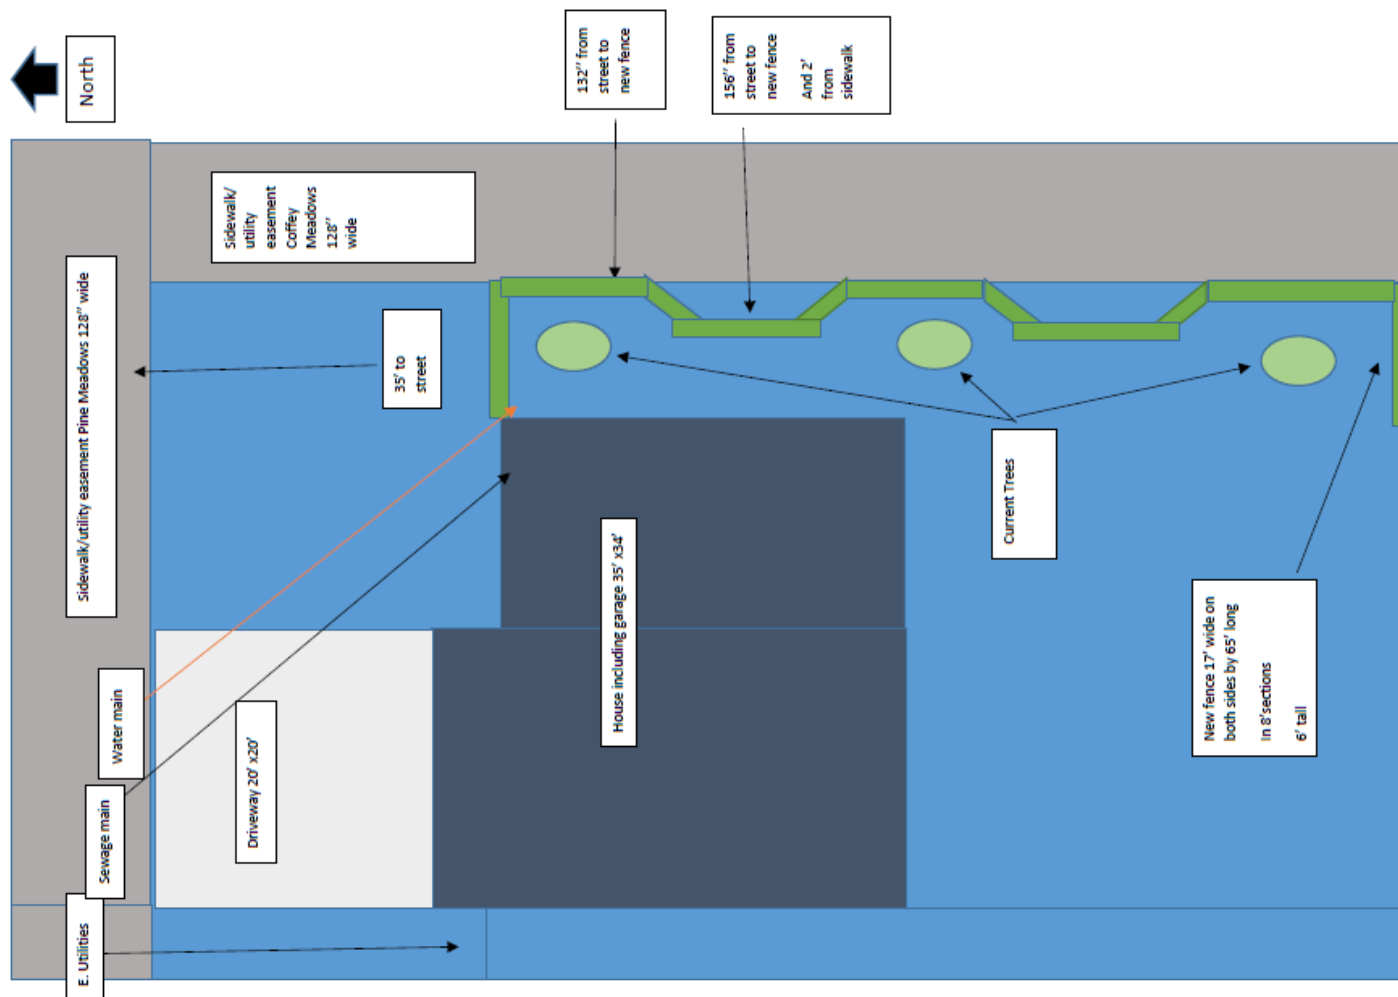 North
132’’ from
street to
new fence
156’’ from
street to
new fence
And 2’
from
sidewalk
Sidewalk/
utility
easement
Coffey
Meadows
128’’
wide
Sidewalk/utility easement Pine Meadows 128’’ wide
35’ to
street
Water main
Sewage main
E. Utilities
Driveway 20’ x20’
House including garage 35’ x34’
Current Trees
New fence 17’ wide on
both sides by 65’ long
In 8’sections
6’ tall